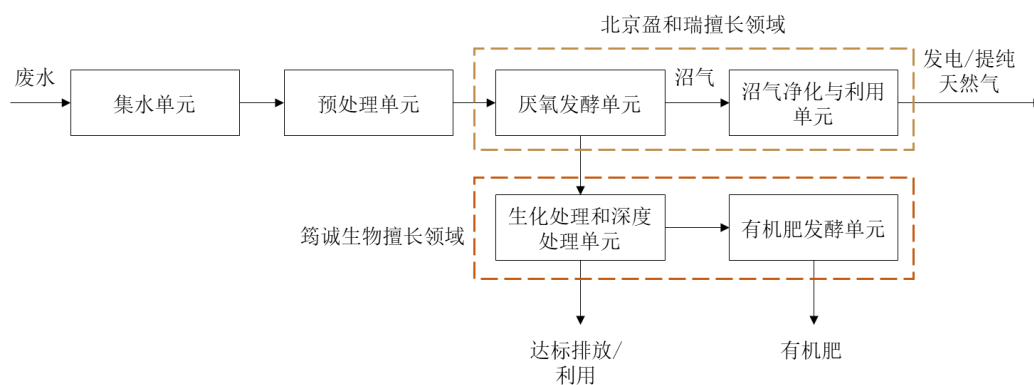 北京盈和瑞擅长领域
废水
集水单元
预处理单元
厌氧发酵单元
沼气
沼气净化与利用
单元
发电/提纯
天然气
筠诚生物擅长领域
生化处理和深度
处理单元
有机肥发酵单元
达标排放/
利用
有机肥